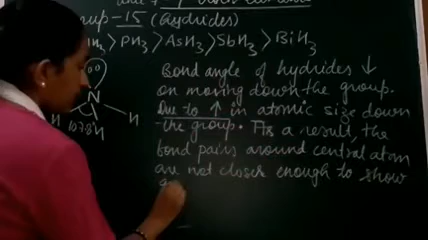 group-15 (Hydrides)
NH₃ > PH₃ > AsH₃ > SbH₃ > BiH₃
Bond angle of hydrides ↓
on moving down the group.
Due to ↑ in atomic size down
the group. As a result the
bond pairs around central atom
are not closer enough to show
N
H
H
107.8°